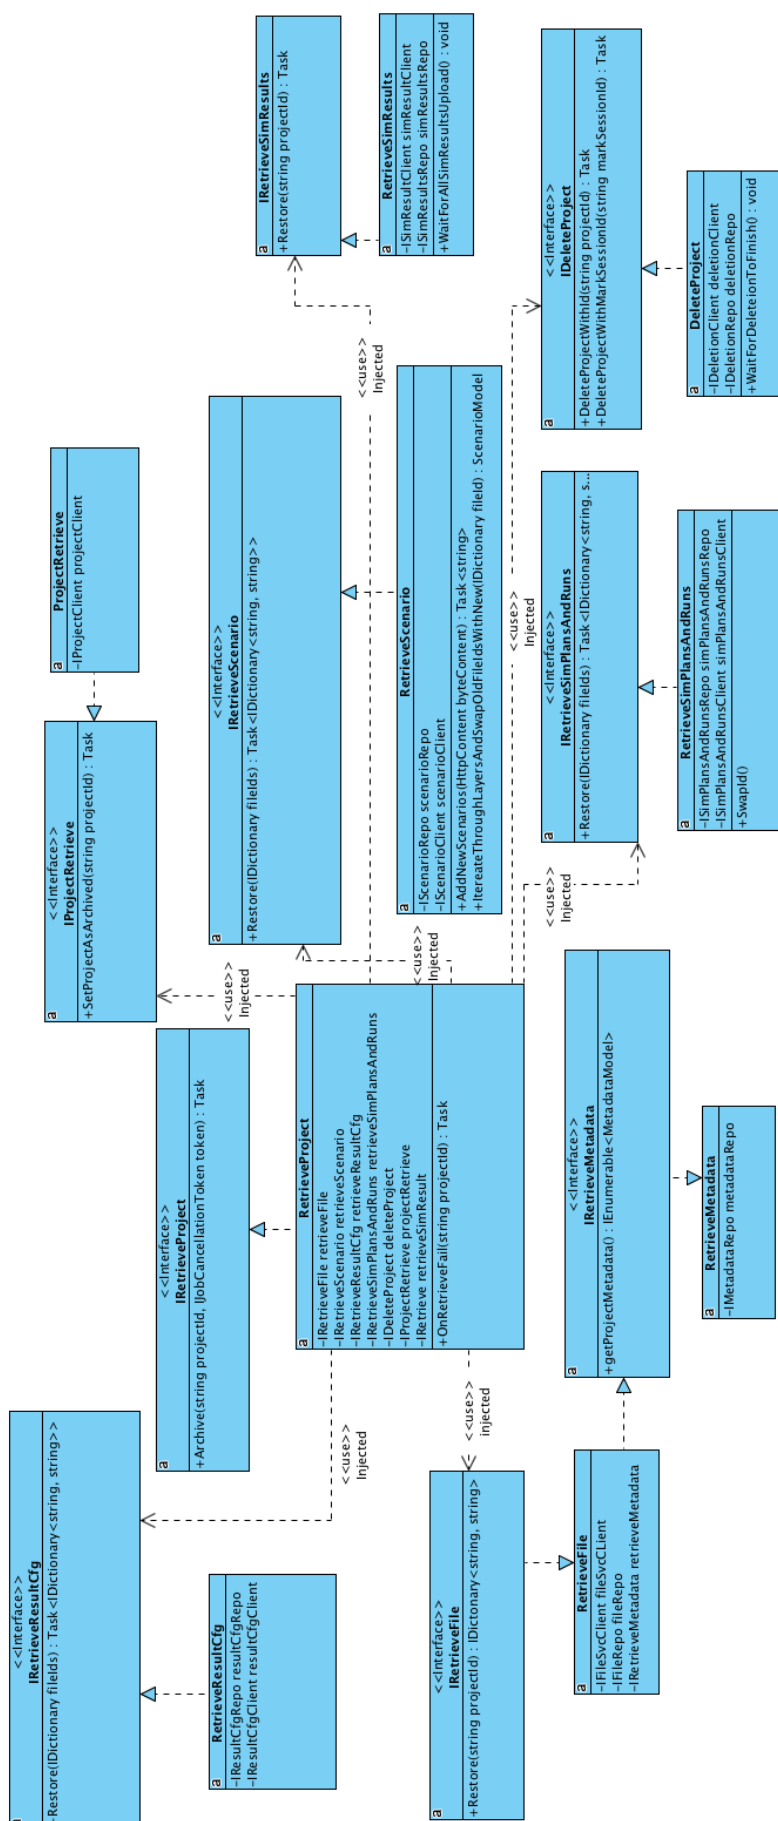 <<Interface>>
IRetrieveResultCfg
-Restore(IDictionary fileIds) : Task<IDictionary<string, string>>
a
RetrieveResultCfg
-IResultCfgRepo resultCfgRepo
-IResultCfgClient resultCfgClient
a
<<use>>
Injected
<<Interface>>
IRetrieveProject
+Archive(string projectId, IJobCancellationToken token) : Task
a
<<Interface>>
IProjectRetrieve
+SetProjectAsArchived(string projectId) : Task
a
ProjectRetrieve
-IProjectClient projectClient
a
<<use>>
Injected
<<Interface>>
IRetrieveScenario
+Restore(IDictionary fileIds) : Task<IDictionary<string, string>>
a
IRetrieveSimResults
+Restore(string projectId) : Task
a
RetrieveSimResults
-ISimResultClient simResultClient
-ISimResultsRepo simResultsRepo
+WaitForAllSimResultsUpload() : void
a
<<use>>
Injected
RetrieveProject
-IRetrieveFile retrieveFile
-IRetrieveScenario retrieveScenario
-IRetrieveResultCfg retrieveResultCfg
-IRetrieveSimPlansAndRuns retrieveSimPlansAndRuns
-IDeleteProject deleteProject
-IProjectRetrieve projectRetrieve
-IRetrieve retrieveSimResult
+OnRetrieveFail(string projectId) : Task
a
RetrieveScenario
-IScenarioRepo scenarioRepo
-IScenarioClient scenarioClient
+AddNewScenarios(HttpContent byteContent) : Task<string>
+IterateThroughLayersAndSwapOldFileIdsWithNew(IDictionary fileId) : ScenarioModel
a
<<use>>
Injected
<<use>>
injected
<<Interface>>
IRetrieveFile
+Restore(string projectId) : IDictonary<string, string>
a
RetrieveFile
-IFileSvcClient fileSvcCLient
-IFileRepo fileRepo
-IRetrieveMetadata retrieveMetadata
a
<<Interface>>
IRetrieveMetadata
+getProjectMetadata() : IEnumerable<MetadataModel>
a
RetrieveMetadata
-IMetadataRepo metadataRepo
a
<<use>>
Injected
<<Interface>>
IRetrieveSimPlansAndRuns
+Restore(IDictionary fileIds) : Task<IDictionary<string, s...
a
RetrieveSimPlansAndRuns
-ISimPlansAndRunsRepo simPlansAndRunsRepo
-ISimPlansAndRunsClient simPlansAndRunsClient
+SwapId()
a
<<use>>
Injected
<<Interface>>
IDeleteProject
+DeleteProjectWithId(string projectId) : Task
+DeleteProjectWithMarkSessionId(string markSessionId) : Task
a
DeleteProject
-IDeletionClient deletionClient
-IDeletionRepo deletionRepo
+WaitForDeleteionToFinish() : void
a